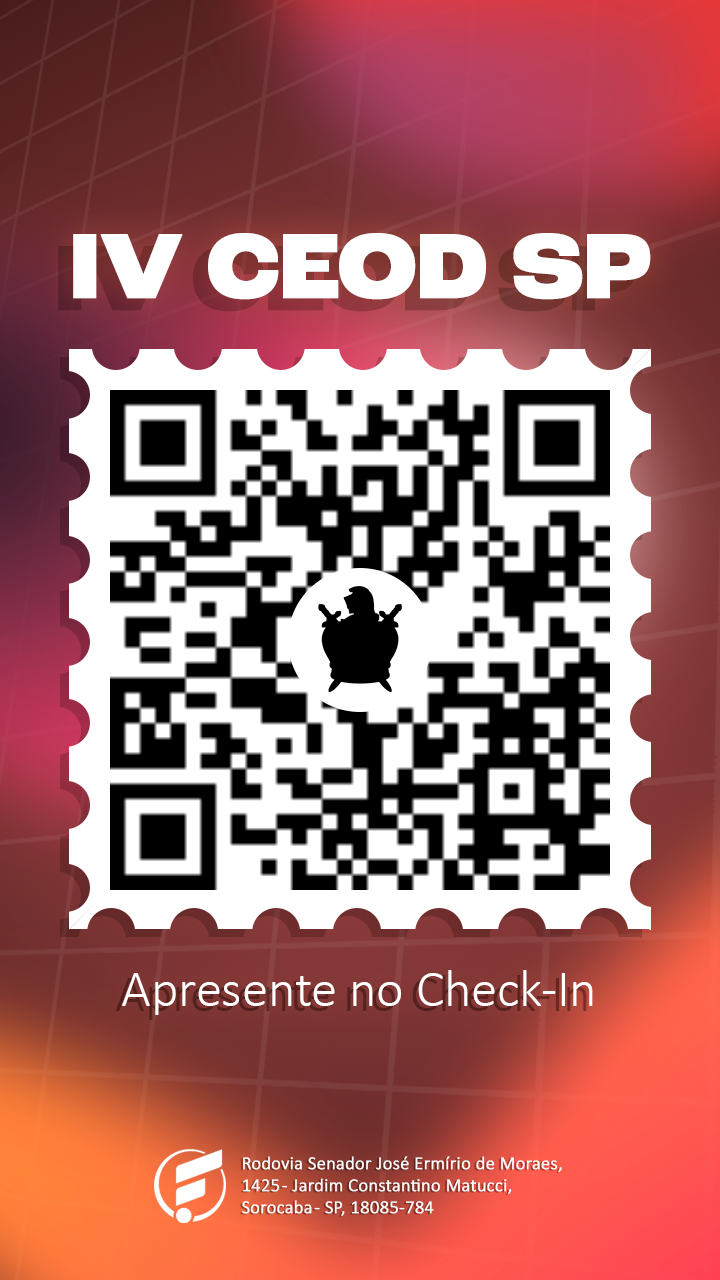 IV CEOD SP
Apresente no Check-In
Rodovia Senador José Ermírio de Moraes,
1425- Jardim Constantino Matucci,
Sorocaba- SP, 18085-784